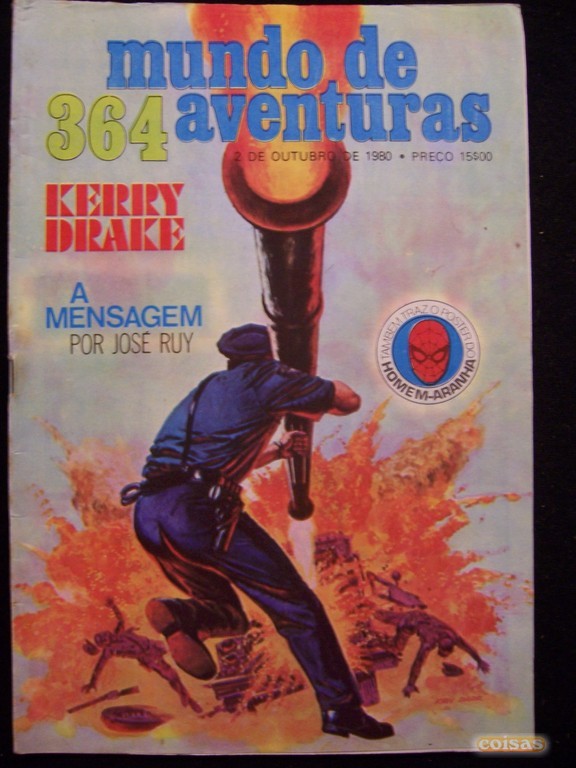 mundo de
364 aventuras
2 DE OUTUBRO DE 1980 • PREÇO 15$00
KERRY
DRAKE
A
MENSAGEM
POR JOSÉ RUY
TAMBÉM TRAZ O POSTER DO
HOMEM-ARANHA
coisas